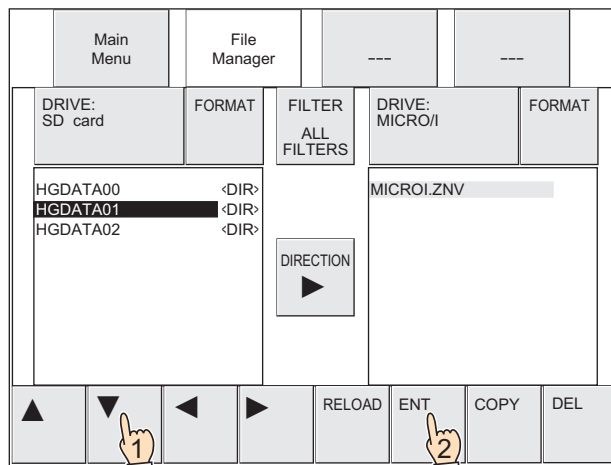 Main
Menu
File
Manager
---
---
DRIVE:
SD card
FORMAT
FILTER
ALL
FILTERS
DRIVE:
MICRO/I
FORMAT
HGDATA00 <DIR>
HGDATA01 <DIR>
HGDATA02 <DIR>
MICROI.ZNV
DIRECTION
RELOAD
ENT
COPY
DEL
1
2